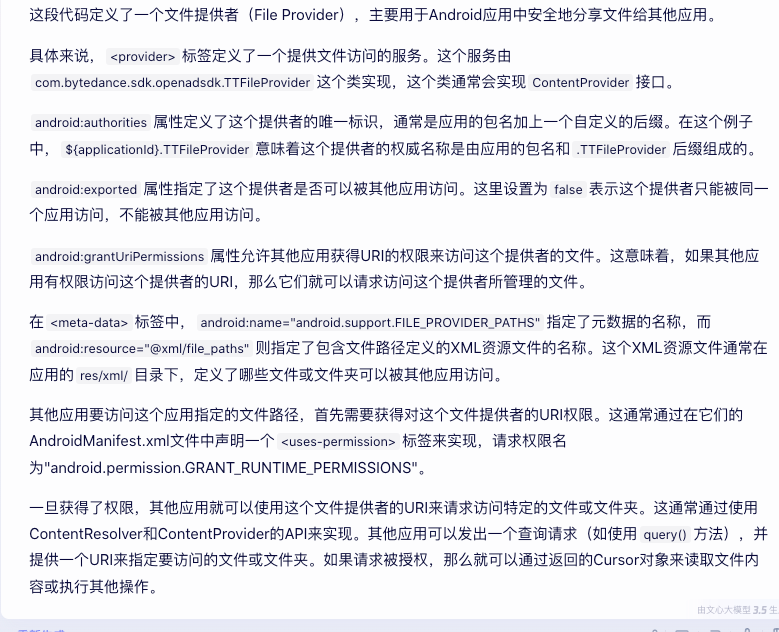 这段代码定义了一个文件提供者（File Provider），主要用于Android应用中安全地分享文件给其他应用。
具体来说， <provider> 标签定义了一个提供文件访问的服务。这个服务由
com.bytedance.sdk.openadsdk.TTFileProvider 这个类实现，这个类通常会实现 ContentProvider 接口。
android:authorities 属性定义了这个提供者的唯一标识，通常是应用的包名加上一个自定义的后缀。在这个例子
中， ${applicationId}.TTFileProvider 意味着这个提供者的权威名称是由应用的包名和 .TTFileProvider 后缀组成的。
android:exported 属性指定了这个提供者是否可以被其他应用访问。这里设置为 false 表示这个提供者只能被同一
个应用访问，不能被其他应用访问。
android:grantUriPermissions 属性允许其他应用获得URI的权限来访问这个提供者的文件。这意味着，如果其他应
用有权限访问这个提供者的URI，那么它们就可以请求访问这个提供者所管理的文件。
在 <meta-data> 标签中， android:name="android.support.FILE_PROVIDER_PATHS" 指定了元数据的名称，而
android:resource="@xml/file_paths" 则指定了包含文件路径定义的XML资源文件的名称。这个XML资源文件通常在
应用的 res/xml/ 目录下，定义了哪些文件或文件夹可以被其他应用访问。
其他应用要访问这个应用指定的文件路径，首先需要获得对这个文件提供者的URI权限。这通常通过在它们的
AndroidManifest.xml文件中声明一个 <uses-permission> 标签来实现，请求权限名
为"android.permission.GRANT_RUNTIME_PERMISSIONS"。
一旦获得了权限，其他应用就可以使用这个文件提供者的URI来请求访问特定的文件或文件夹。这通常通过使用
ContentResolver和ContentProvider的API来实现。其他应用可以发出一个查询请求（如使用 query() 方法），并
提供一个URI来指定要访问的文件或文件夹。如果请求被授权，那么就可以通过返回的Cursor对象来读取文件内
容或执行其他操作。
由文心大模型 3.5 生